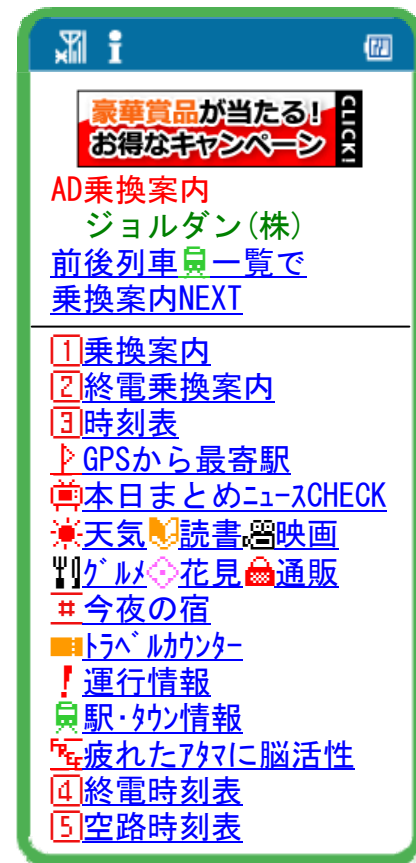 豪華賞品が当たる!
お得なキャンペーン
CLICK!
AD乗換案内
ジョルダン(株)
前後列車一覧で
乗換案内NEXT
1乗換案内
2終電乗換案内
3時刻表
GPSから最寄駅
本日まとめニュースCHECK
天気読書映画
グルメ花見通販
#今夜の宿
トラベルカウンター
運行情報
駅・タウン情報
FREE疲れたアタマに脳活性
4終電時刻表
5空路時刻表